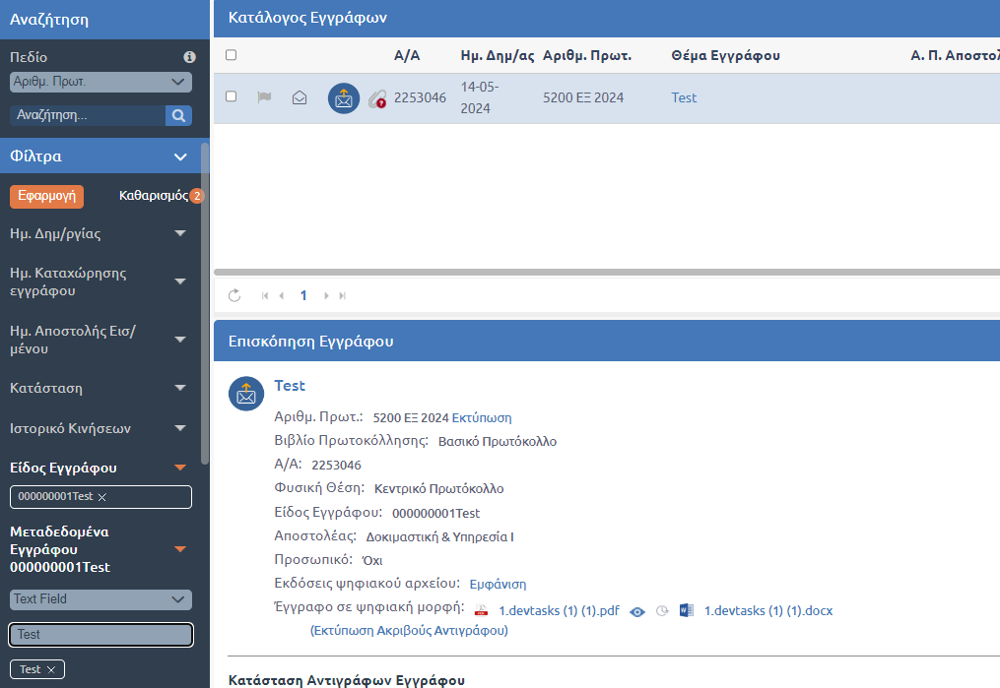 Αναζήτηση
Πεδίο
Αριθμ. Πρωτ.
Αναζήτηση...
Φίλτρα
Εφαρμογή Καθαρισμός 2
Ημ. Δημ/ργίας
Ημ. Καταχώρησης
εγγράφου
Ημ. Αποστολής Εισ/
μένου
Κατάσταση
Ιστορικό Κινήσεων
Είδος Εγγράφου
000000001Test ×
Μεταδεδομένα
Εγγράφου
000000001Test
Text Field
Test
Test ×
Κατάλογος Εγγράφων
Α/Α Ημ. Δημ/ας Αριθμ. Πρωτ. Θέμα Εγγράφου Α. Π. Αποστολ
2253046 14-05-
2024 5200 ΕΞ 2024 Test
1
Επισκόπηση Εγγράφου
Test
Αριθμ. Πρωτ.: 5200 ΕΞ 2024 Εκτύπωση
Βιβλίο Πρωτοκόλλησης: Βασικό Πρωτόκολλο
Α/Α: 2253046
Φυσική Θέση: Κεντρικό Πρωτόκολλο
Είδος Εγγράφου: 000000001Test
Αποστολέας: Δοκιμαστική & Υπηρεσία Ι
Προσωπικό: Όχι
Εκδόσεις ψηφιακού αρχείου: Εμφάνιση
Έγγραφο σε ψηφιακή μορφή: 1.devtasks (1) (1).pdf 1.devtasks (1) (1).docx
(Εκτύπωση Ακριβούς Αντιγράφου)
Κατάσταση Αντιγράφων Εγγράφου